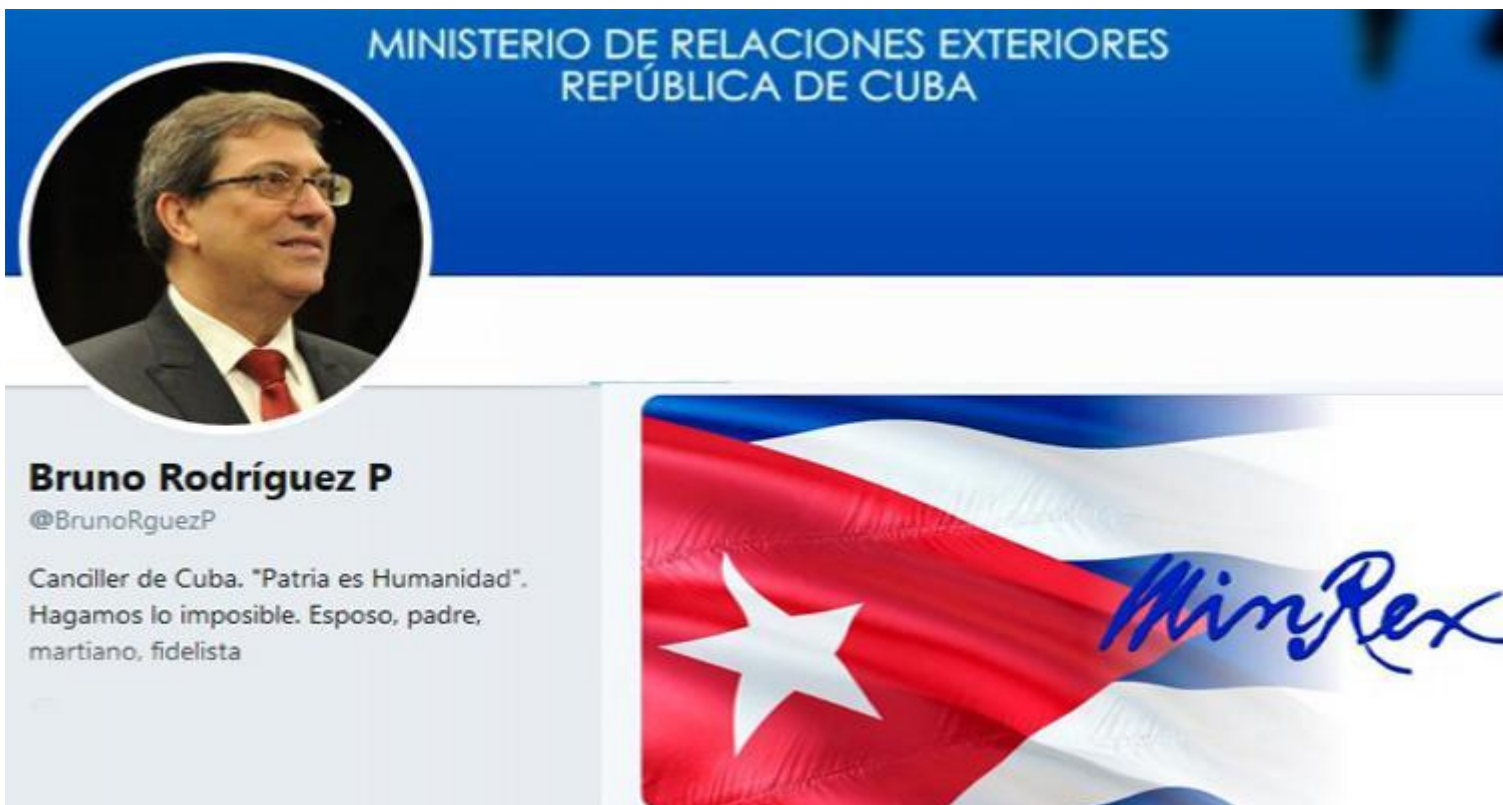 MINISTERIO DE RELACIONES EXTERIORES
REPÚBLICA DE CUBA
Bruno Rodríguez P
@BrunoRguezP
Canciller de Cuba. "Patria es Humanidad".
Hagamos lo imposible. Esposo, padre,
martiano, fidelista
MinRex